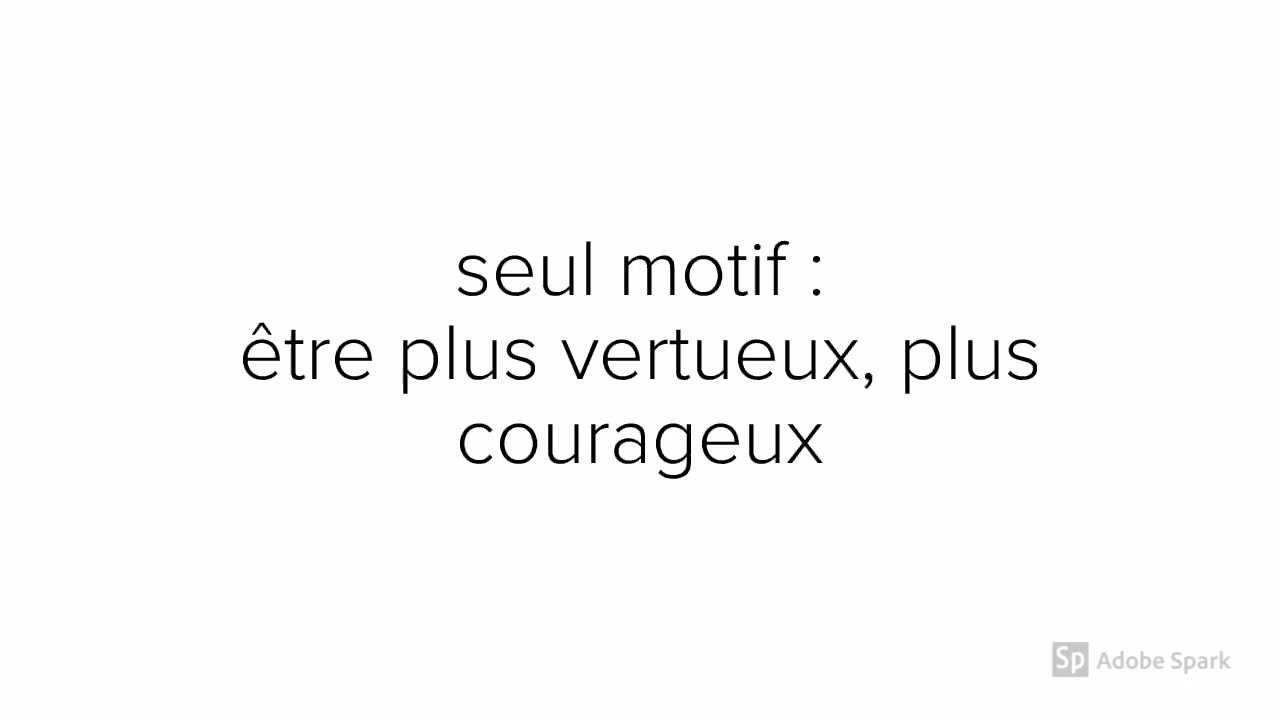 seul motif :
être plus vertueux, plus
courageux
Sp Adobe Spark